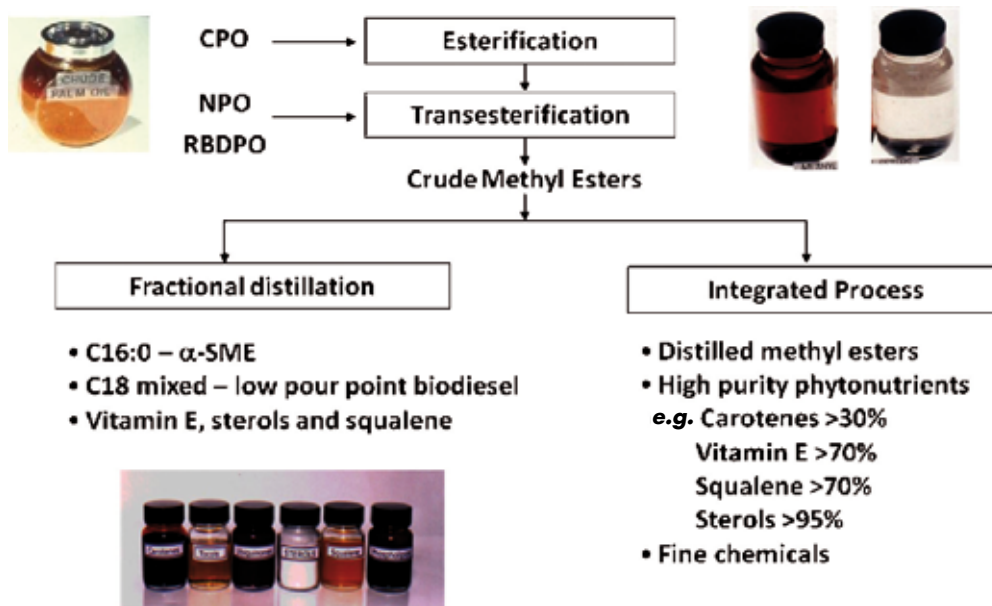 CRUDE
PALM OIL
CPO
Esterification
NPO
RBDPO
Transesterification
Crude Methyl Esters
Fractional distillation
• C16:0 – α-SME
• C18 mixed – low pour point biodiesel
• Vitamin E, sterols and squalene
Integrated Process
• Distilled methyl esters
• High purity phytonutrients
e.g. Carotenes >30%
Vitamin E >70%
Squalene >70%
Sterols >95%
• Fine chemicals